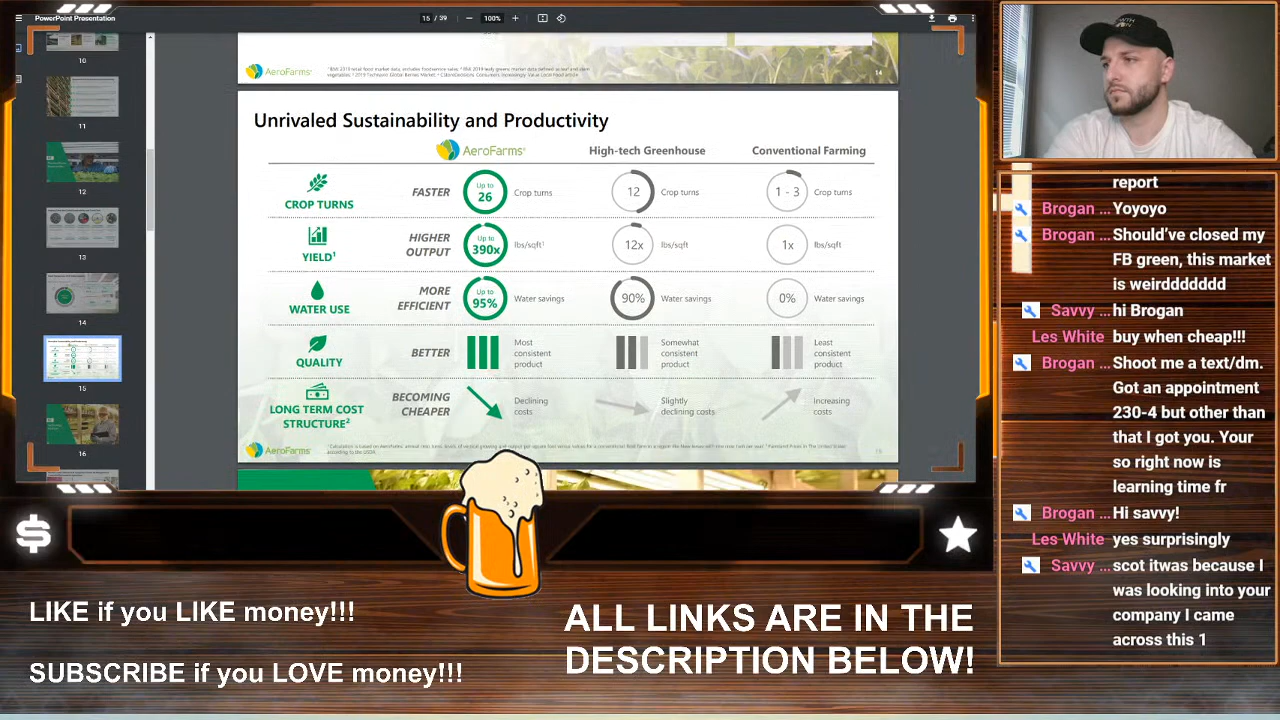 PowerPoint Presentation
15 / 39
100%
10
11
12
13
14
15
16
AeroFarms
14
Unrivaled Sustainability and Productivity
AeroFarms
High-tech Greenhouse
Conventional Farming
CROP TURNS
FASTER
Up to
26
Crop turns
12
Crop turns
1 - 3
Crop turns
YIELD¹
HIGHER
OUTPUT
Up to
390x
lbs/sqft¹
12x
lbs/sqft
1x
lbs/sqft
WATER USE
MORE
EFFICIENT
Up to
95%
Water savings
90%
Water savings
0%
Water savings
QUALITY
BETTER
Most
consistent
product
Somewhat
consistent
product
Least
consistent
product
LONG TERM COST
STRUCTURE²
BECOMING
CHEAPER
Declining
costs
Slightly
declining costs
Increasing
costs
AeroFarms
15
report
Brogan ... Yoyoyo
Brogan ... Should've closed my
FB green, this market
is weirddddddd
Savvy ... hi Brogan
Les White buy when cheap!!!
Brogan ... Shoot me a text/dm.
Got an appointment
230-4 but other than
that I got you. Your
so right now is
learning time fr
Brogan ... Hi savvy!
Les White yes surprisingly
Savvy ... scot itwas because I
was looking into your
company I came
across this 1
$
LIKE if you LIKE money!!!
SUBSCRIBE if you LOVE money!!!
ALL LINKS ARE IN THE
DESCRIPTION BELOW!